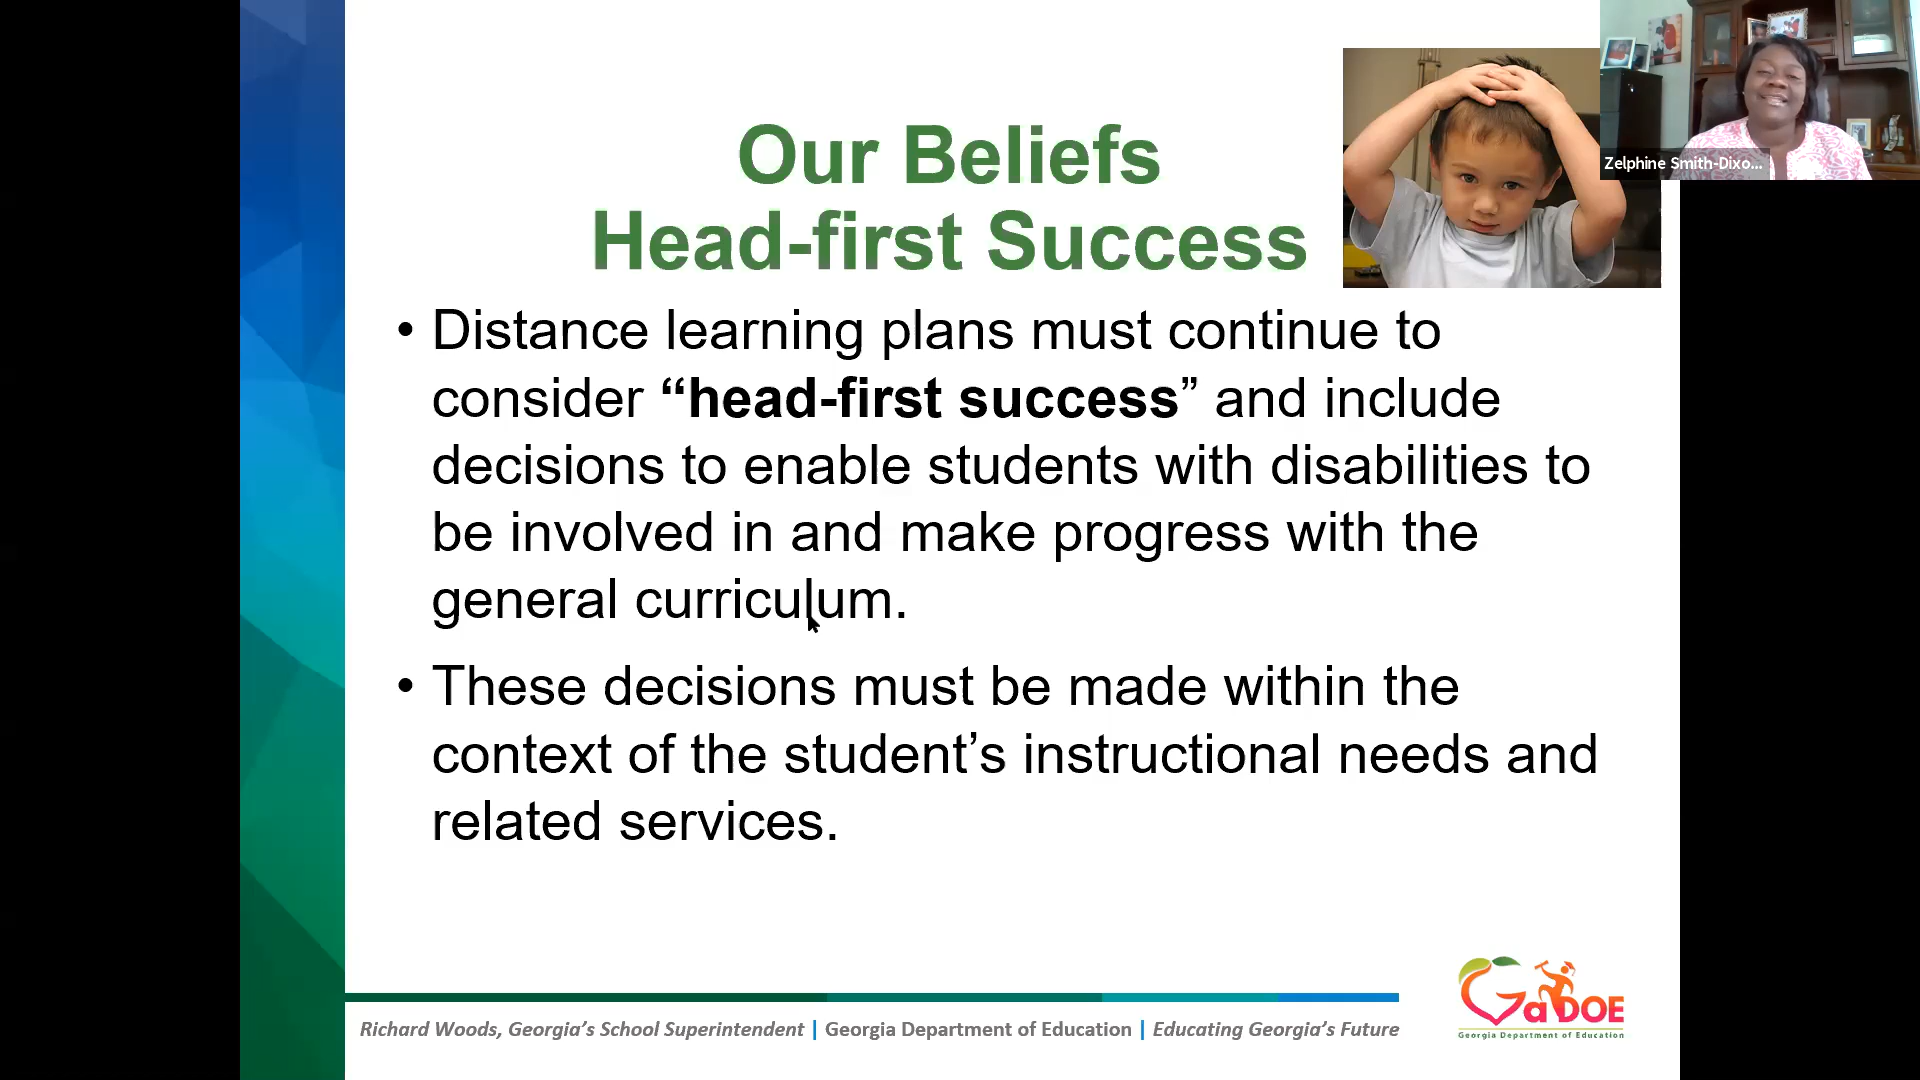 Our Beliefs
Head-first Success
• Distance learning plans must continue to
consider “head-first success” and include
decisions to enable students with disabilities to
be involved in and make progress with the
general curriculum.
• These decisions must be made within the
context of the student’s instructional needs and
related services.
Zelphine Smith-Dixo...
Richard Woods, Georgia’s School Superintendent | Georgia Department of Education | Educating Georgia’s Future
GaDOE
Georgia Department of Education